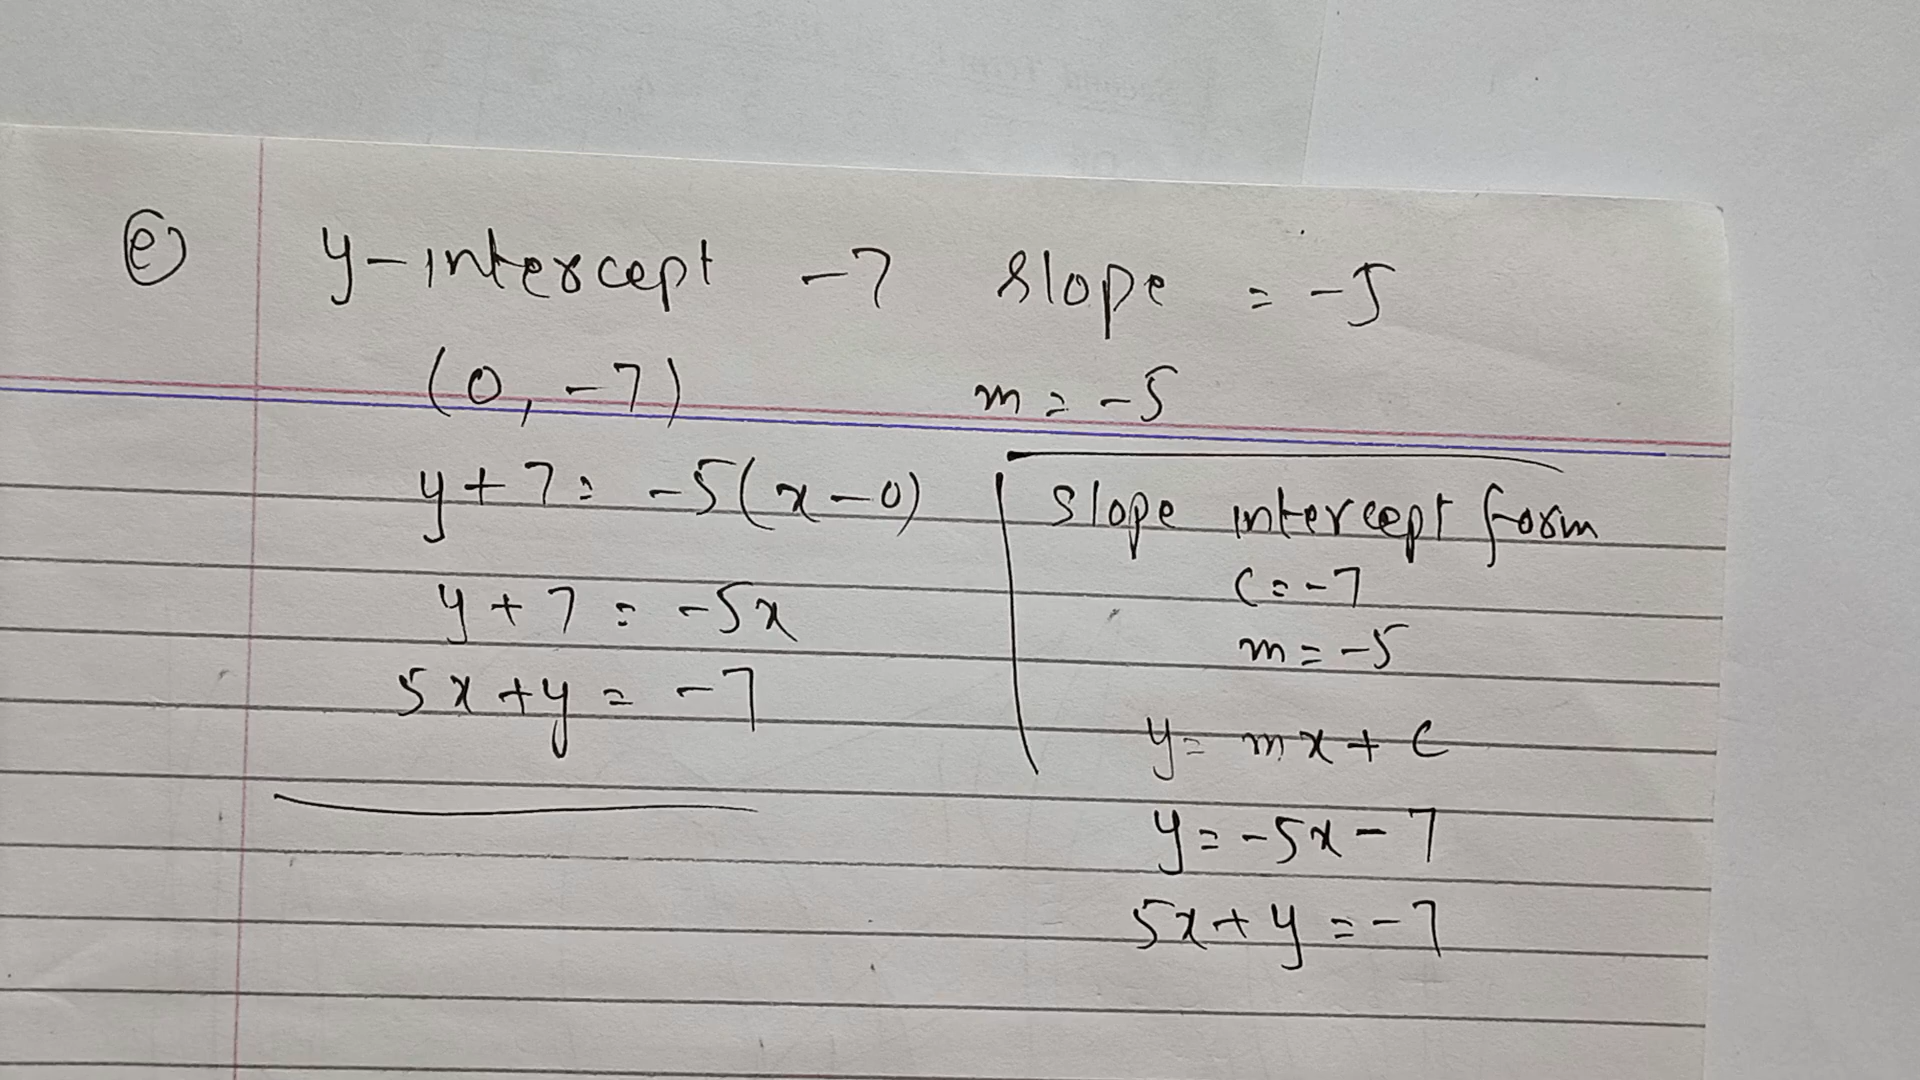 (e) y-intercept -7 slope = -5
(0, -7) m = -5
y + 7 = -5(x - 0)
y + 7 = -5x
5x + y = -7
slope intercept form
c = -7
m = -5
y = mx + c
y = -5x - 7
5x + y = -7